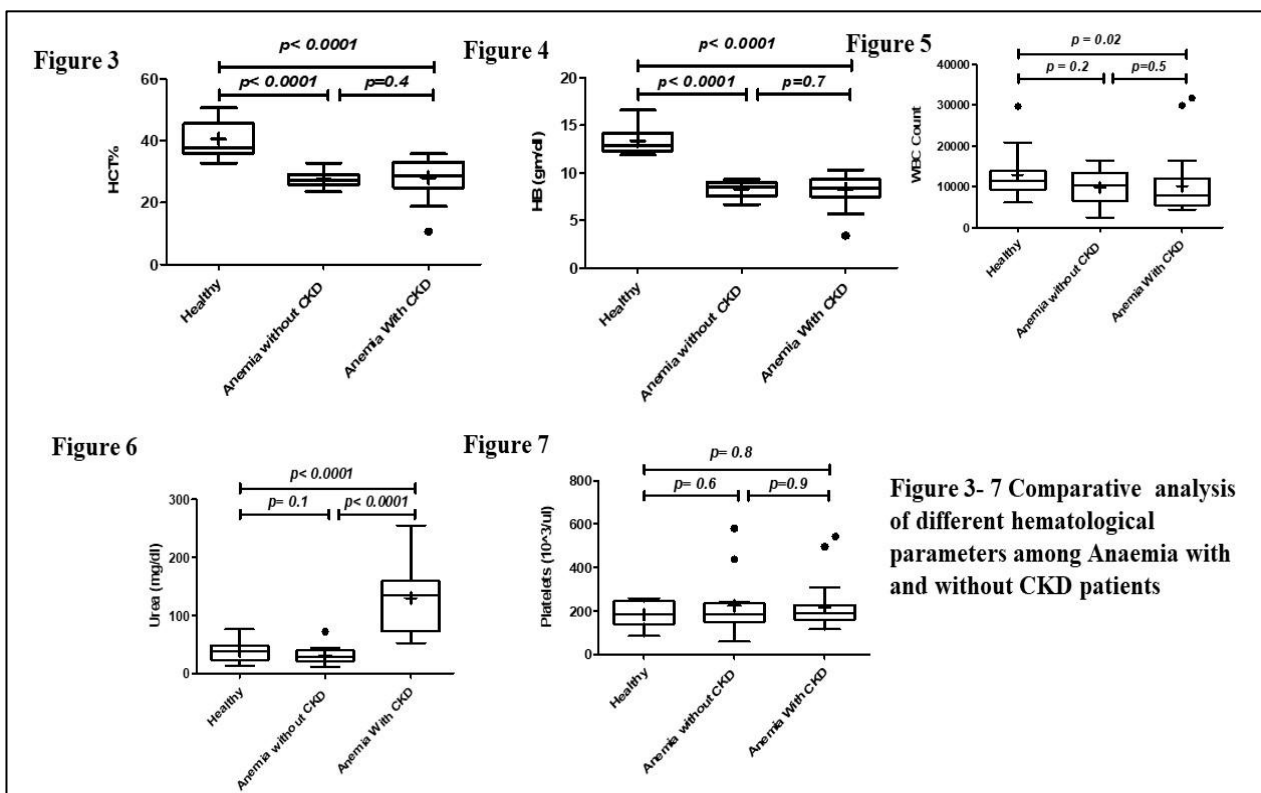 Figure 3
p< 0.0001
p< 0.0001
p=0.4
60
40
20
0
HCT%
Healthy
Anemia without CKD
Anemia With CKD
Figure 4
p< 0.0001
p< 0.0001
p=0.7
20
15
10
5
0
HB (gm/dl)
Healthy
Anemia without CKD
Anemia With CKD
Figure 5
p = 0.02
p = 0.2
p=0.5
40000
30000
20000
10000
0
WBC Count
Healthy
Anemia without CKD
Anemia With CKD
Figure 6
p< 0.0001
p= 0.1
p< 0.0001
300
200
100
0
Urea (mg/dl)
Healthy
Anemia without CKD
Anemia With CKD
Figure 7
p= 0.8
p= 0.6
p=0.9
800
600
400
200
0
Platelets (10^3/ul)
Healthy
Anemia without CKD
Anemia With CKD
Figure 3- 7 Comparative analysis
of different hematological
parameters among Anaemia with
and without CKD patients